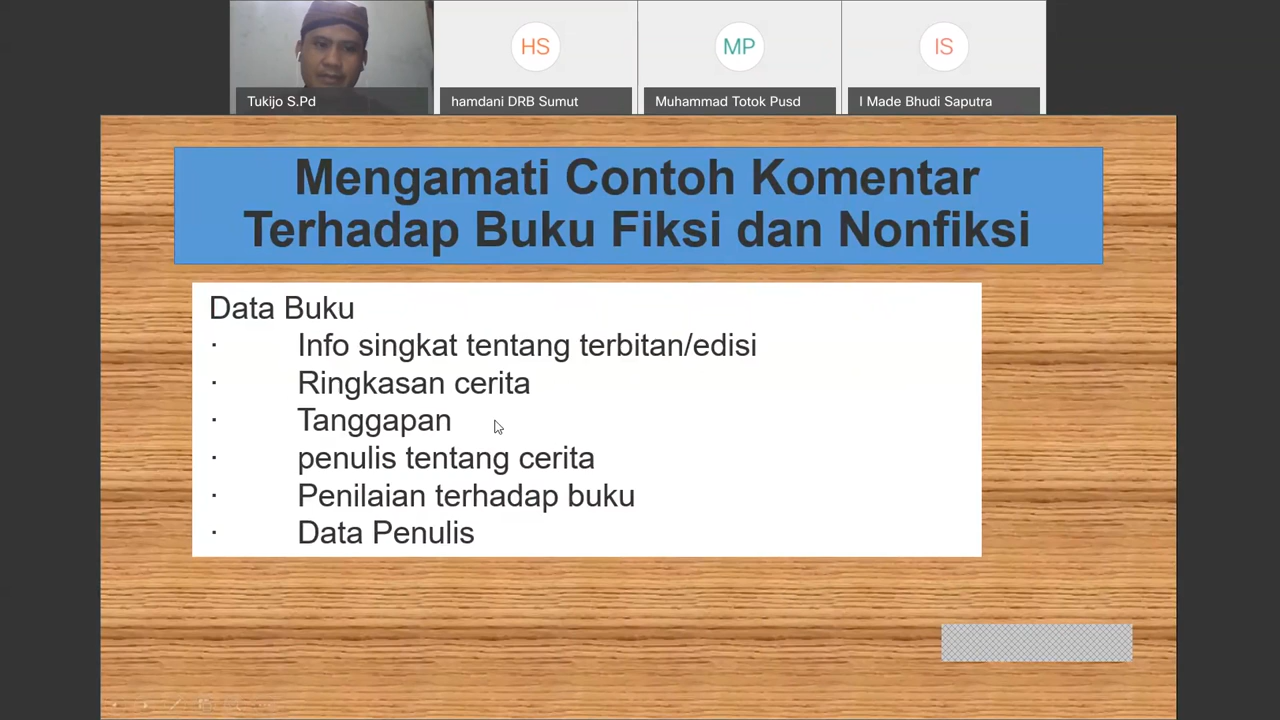 Tukijo S.Pd
HS
hamdani DRB Sumut
MP
Muhammad Totok Pusd
IS
I Made Bhudi Saputra
Mengamati Contoh Komentar
Terhadap Buku Fiksi dan Nonfiksi
Data Buku
· Info singkat tentang terbitan/edisi
· Ringkasan cerita
· Tanggapan
· penulis tentang cerita
· Penilaian terhadap buku
· Data Penulis